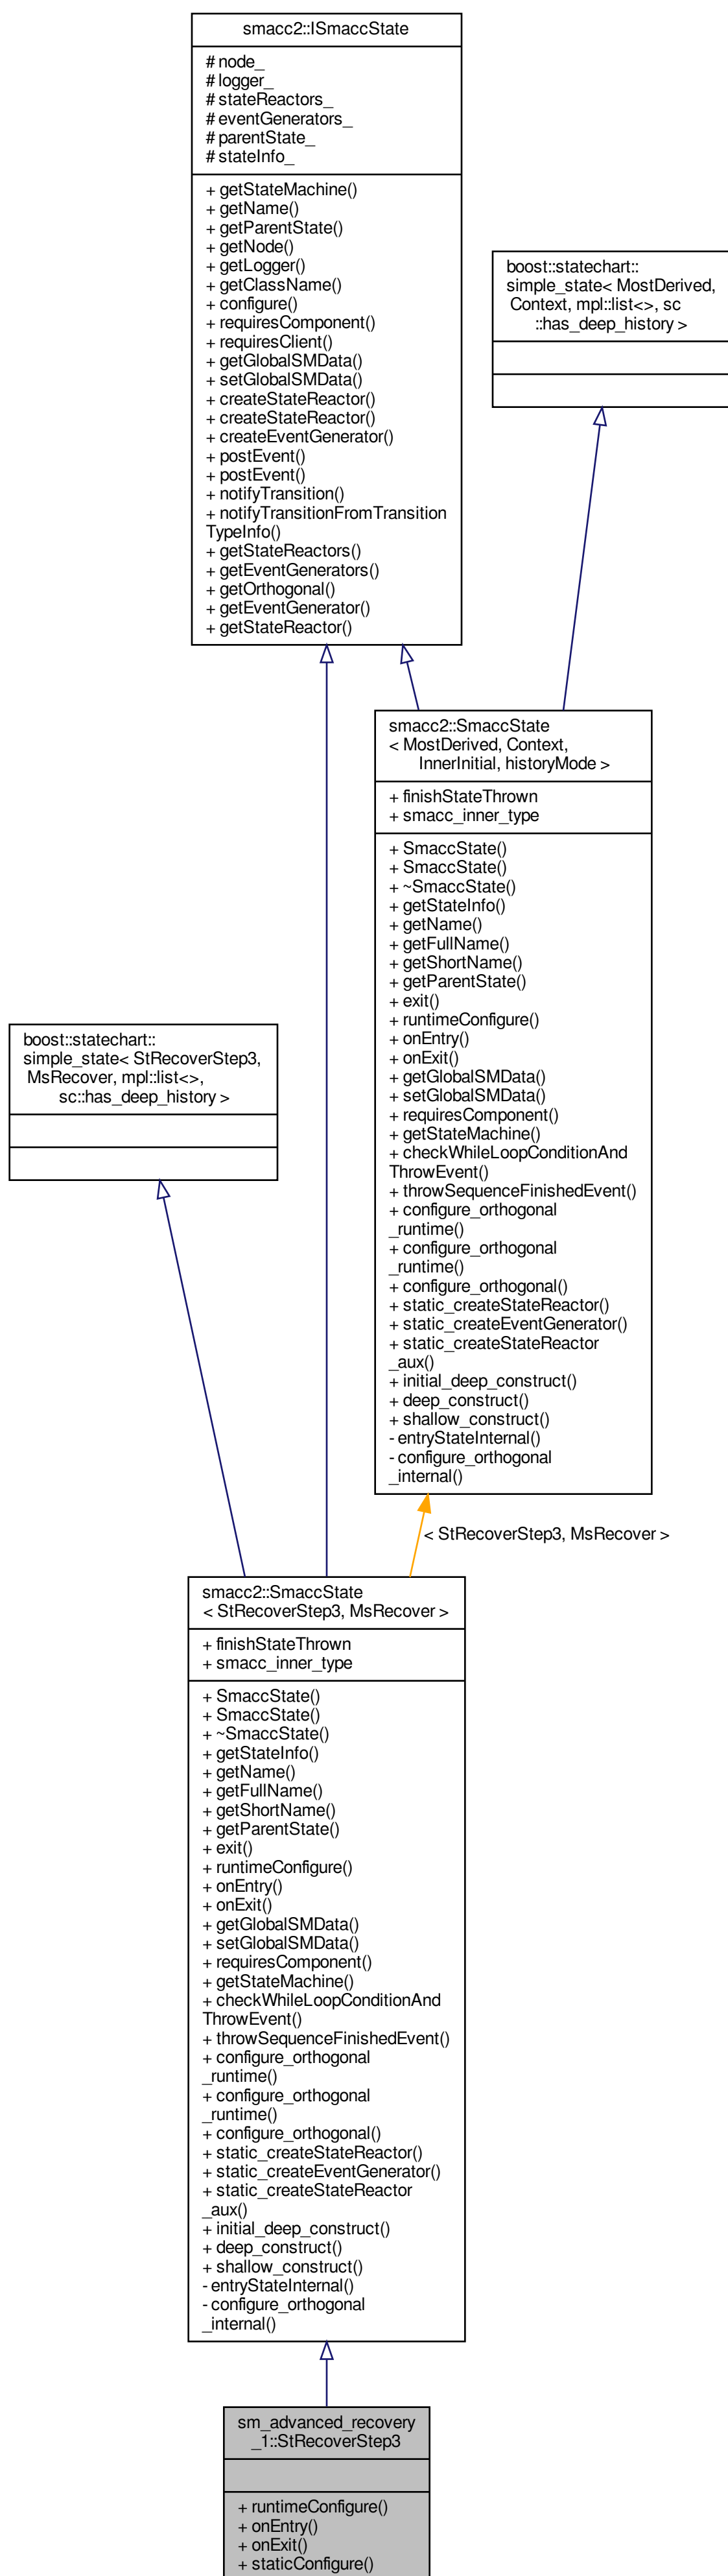 smacc2::ISmaccState
# node_
# logger_
# stateReactors_
# eventGenerators_
# parentState_
# stateInfo_
+ getStateMachine()
+ getName()
+ getParentState()
+ getNode()
+ getLogger()
+ getClassName()
+ configure()
+ requiresComponent()
+ requiresClient()
+ getGlobalSMData()
+ setGlobalSMData()
+ createStateReactor()
+ createStateReactor()
+ createEventGenerator()
+ postEvent()
+ postEvent()
+ notifyTransition()
+ notifyTransitionFromTransition
TypeInfo()
+ getStateReactors()
+ getEventGenerators()
+ getOrthogonal()
+ getEventGenerator()
+ getStateReactor()
boost::statechart::
simple_state< MostDerived,
Context, mpl::list<>, sc
::has_deep_history >
smacc2::SmaccState
< MostDerived, Context,
InnerInitial, historyMode >
+ finishStateThrown
+ smacc_inner_type
+ SmaccState()
+ SmaccState()
+ ~SmaccState()
+ getStateInfo()
+ getName()
+ getFullName()
+ getShortName()
+ getParentState()
+ exit()
+ runtimeConfigure()
+ onEntry()
+ onExit()
+ getGlobalSMData()
+ setGlobalSMData()
+ requiresComponent()
+ getStateMachine()
+ checkWhileLoopConditionAnd
ThrowEvent()
+ throwSequenceFinishedEvent()
+ configure_orthogonal
_runtime()
+ configure_orthogonal
_runtime()
+ configure_orthogonal()
+ static_createStateReactor()
+ static_createEventGenerator()
+ static_createStateReactor
_aux()
+ initial_deep_construct()
+ deep_construct()
+ shallow_construct()
- entryStateInternal()
- configure_orthogonal
_internal()
boost::statechart::
simple_state< StRecoverStep3,
MsRecover, mpl::list<>,
sc::has_deep_history >
< StRecoverStep3, MsRecover >
smacc2::SmaccState
< StRecoverStep3, MsRecover >
+ finishStateThrown
+ smacc_inner_type
+ SmaccState()
+ SmaccState()
+ ~SmaccState()
+ getStateInfo()
+ getName()
+ getFullName()
+ getShortName()
+ getParentState()
+ exit()
+ runtimeConfigure()
+ onEntry()
+ onExit()
+ getGlobalSMData()
+ setGlobalSMData()
+ requiresComponent()
+ getStateMachine()
+ checkWhileLoopConditionAnd
ThrowEvent()
+ throwSequenceFinishedEvent()
+ configure_orthogonal
_runtime()
+ configure_orthogonal
_runtime()
+ configure_orthogonal()
+ static_createStateReactor()
+ static_createEventGenerator()
+ static_createStateReactor
_aux()
+ initial_deep_construct()
+ deep_construct()
+ shallow_construct()
- entryStateInternal()
- configure_orthogonal
_internal()
sm_advanced_recovery
_1::StRecoverStep3
+ runtimeConfigure()
+ onEntry()
+ onExit()
+ staticConfigure()